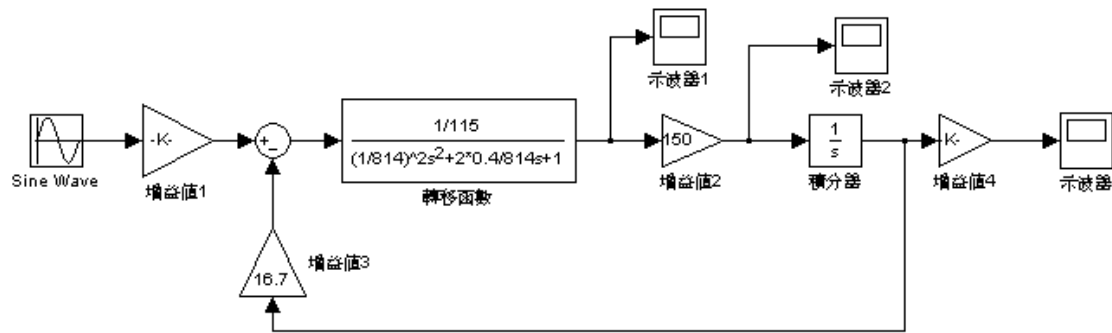 示波器1
示波器2
1/115
(1/814)^2s²+2*0.4/814s+1
-K-
+
-
150
1
s
K-
Sine Wave
增益值1
轉移函數
增益值2
積分器
增益值4
示波器
16.7
增益值3